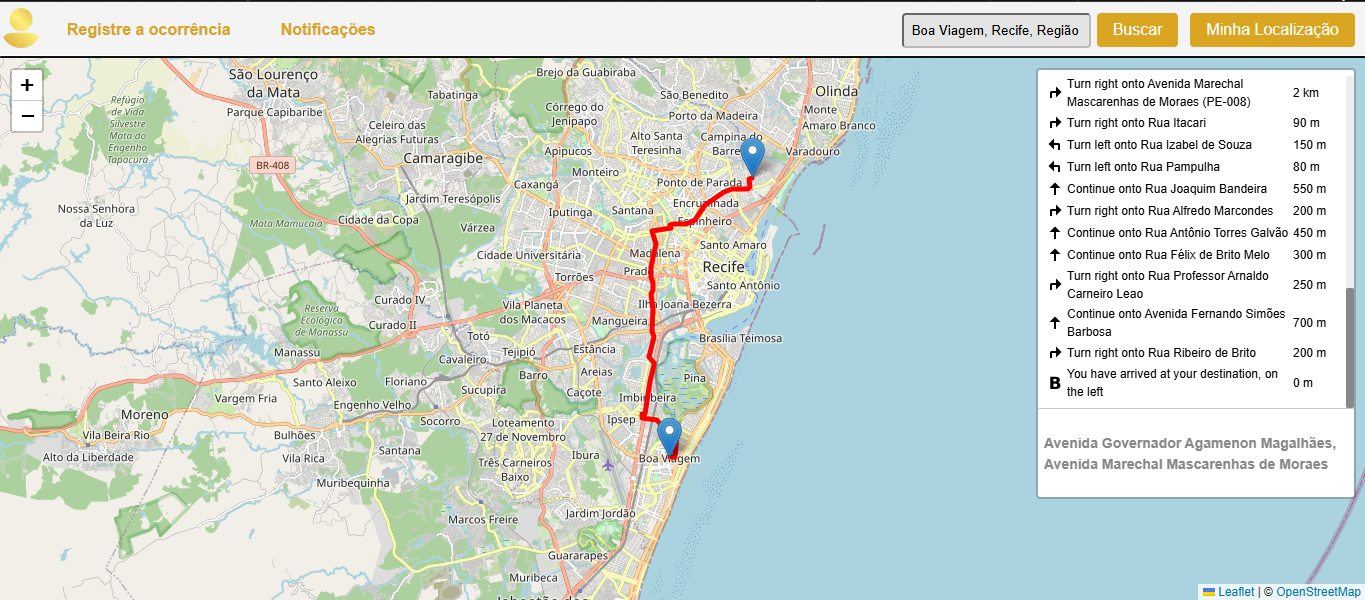 Registre a ocorrência
Notificações
Boa Viagem, Recife, Região
Buscar
Minha Localização
+
−
São Lourenço
da Mata
Parque Capibaribe
Tabatinga
Brejo da Guabiraba
Olinda
Refúgio
de Vida
Silvestre
Mata do
Engenho
Tapacurá
Celeiro das
Alegrias Futuras
Córrego do
Jenipapo
São Benedito
Porto da Madeira
Monte
Amaro Branco
Alto Santa
Teresinha
Campina do
Barre
Varadouro
Camaragibe
Apipucos
Monteiro
BR-408
Caxangá
Ponto de Parada
Jardim Teresópolis
Nossa Senhora
da Luz
Mata Mamucaia
Cidade da Copa
Iputinga
Santana
Encruzilhada
Espinheiro
Várzea
Cidade Universitária
Madalena
Santo Amaro
Torrões
Prado
Recife
Santo Antônio
Curado IV
Reserva
Ecológica
de Manassu
Vila Planeta
dos Macacos
Ilha Joana Bezerra
Mangueira
Curado II
Totó
Brasília Teimosa
Manassu
Cavaleiro
Tejipió
Estância
Santo Aleixo
Floriano
Barro
Areias
Pina
Vargem Fria
Sucupira
Caçote
Imbiribeira
Engenho Velho
Moreno
Socorro
Loteamento
27 de Novembro
Ipsep
Vila Beira Rio
Bulhões
Alto da Liberdade
Vila Rica
Santana
Três Carneiros
Baixo
Ibura
Boa Viagem
Muribequinha
Marcos Freire
Jardim Jordão
Guararapes
Muribeca
Jaboatão dos
Turn right onto Avenida Marechal
Mascarenhas de Moraes (PE-008) 2 km
Turn right onto Rua Itacari 90 m
Turn left onto Rua Izabel de Souza 150 m
Turn left onto Rua Pampulha 80 m
Continue onto Rua Joaquim Bandeira 550 m
Turn right onto Rua Alfredo Marcondes 200 m
Continue onto Rua Antônio Torres Galvão 450 m
Continue onto Rua Félix de Brito Melo 300 m
Turn right onto Rua Professor Arnaldo
Carneiro Leao 250 m
Continue onto Avenida Fernando Simões
Barbosa 700 m
Turn right onto Rua Ribeiro de Brito 200 m
B You have arrived at your destination, on
the left 0 m
Avenida Governador Agamenon Magalhães,
Avenida Marechal Mascarenhas de Moraes
Leaflet | © OpenStreetMap